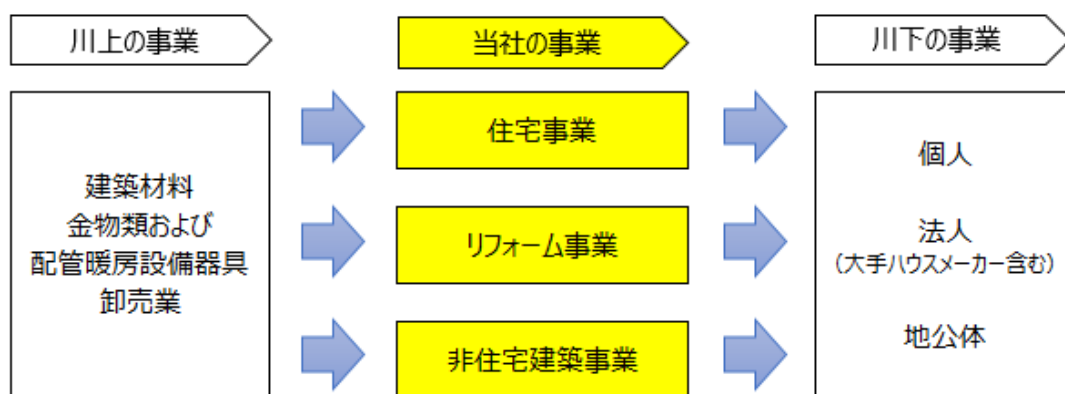 川上の事業
当社の事業
川下の事業
建築材料
金物類および
配管暖房設備器具
卸売業
住宅事業
リフォーム事業
非住宅建築事業
個人
法人
（大手ハウスメーカー含む）
地公体